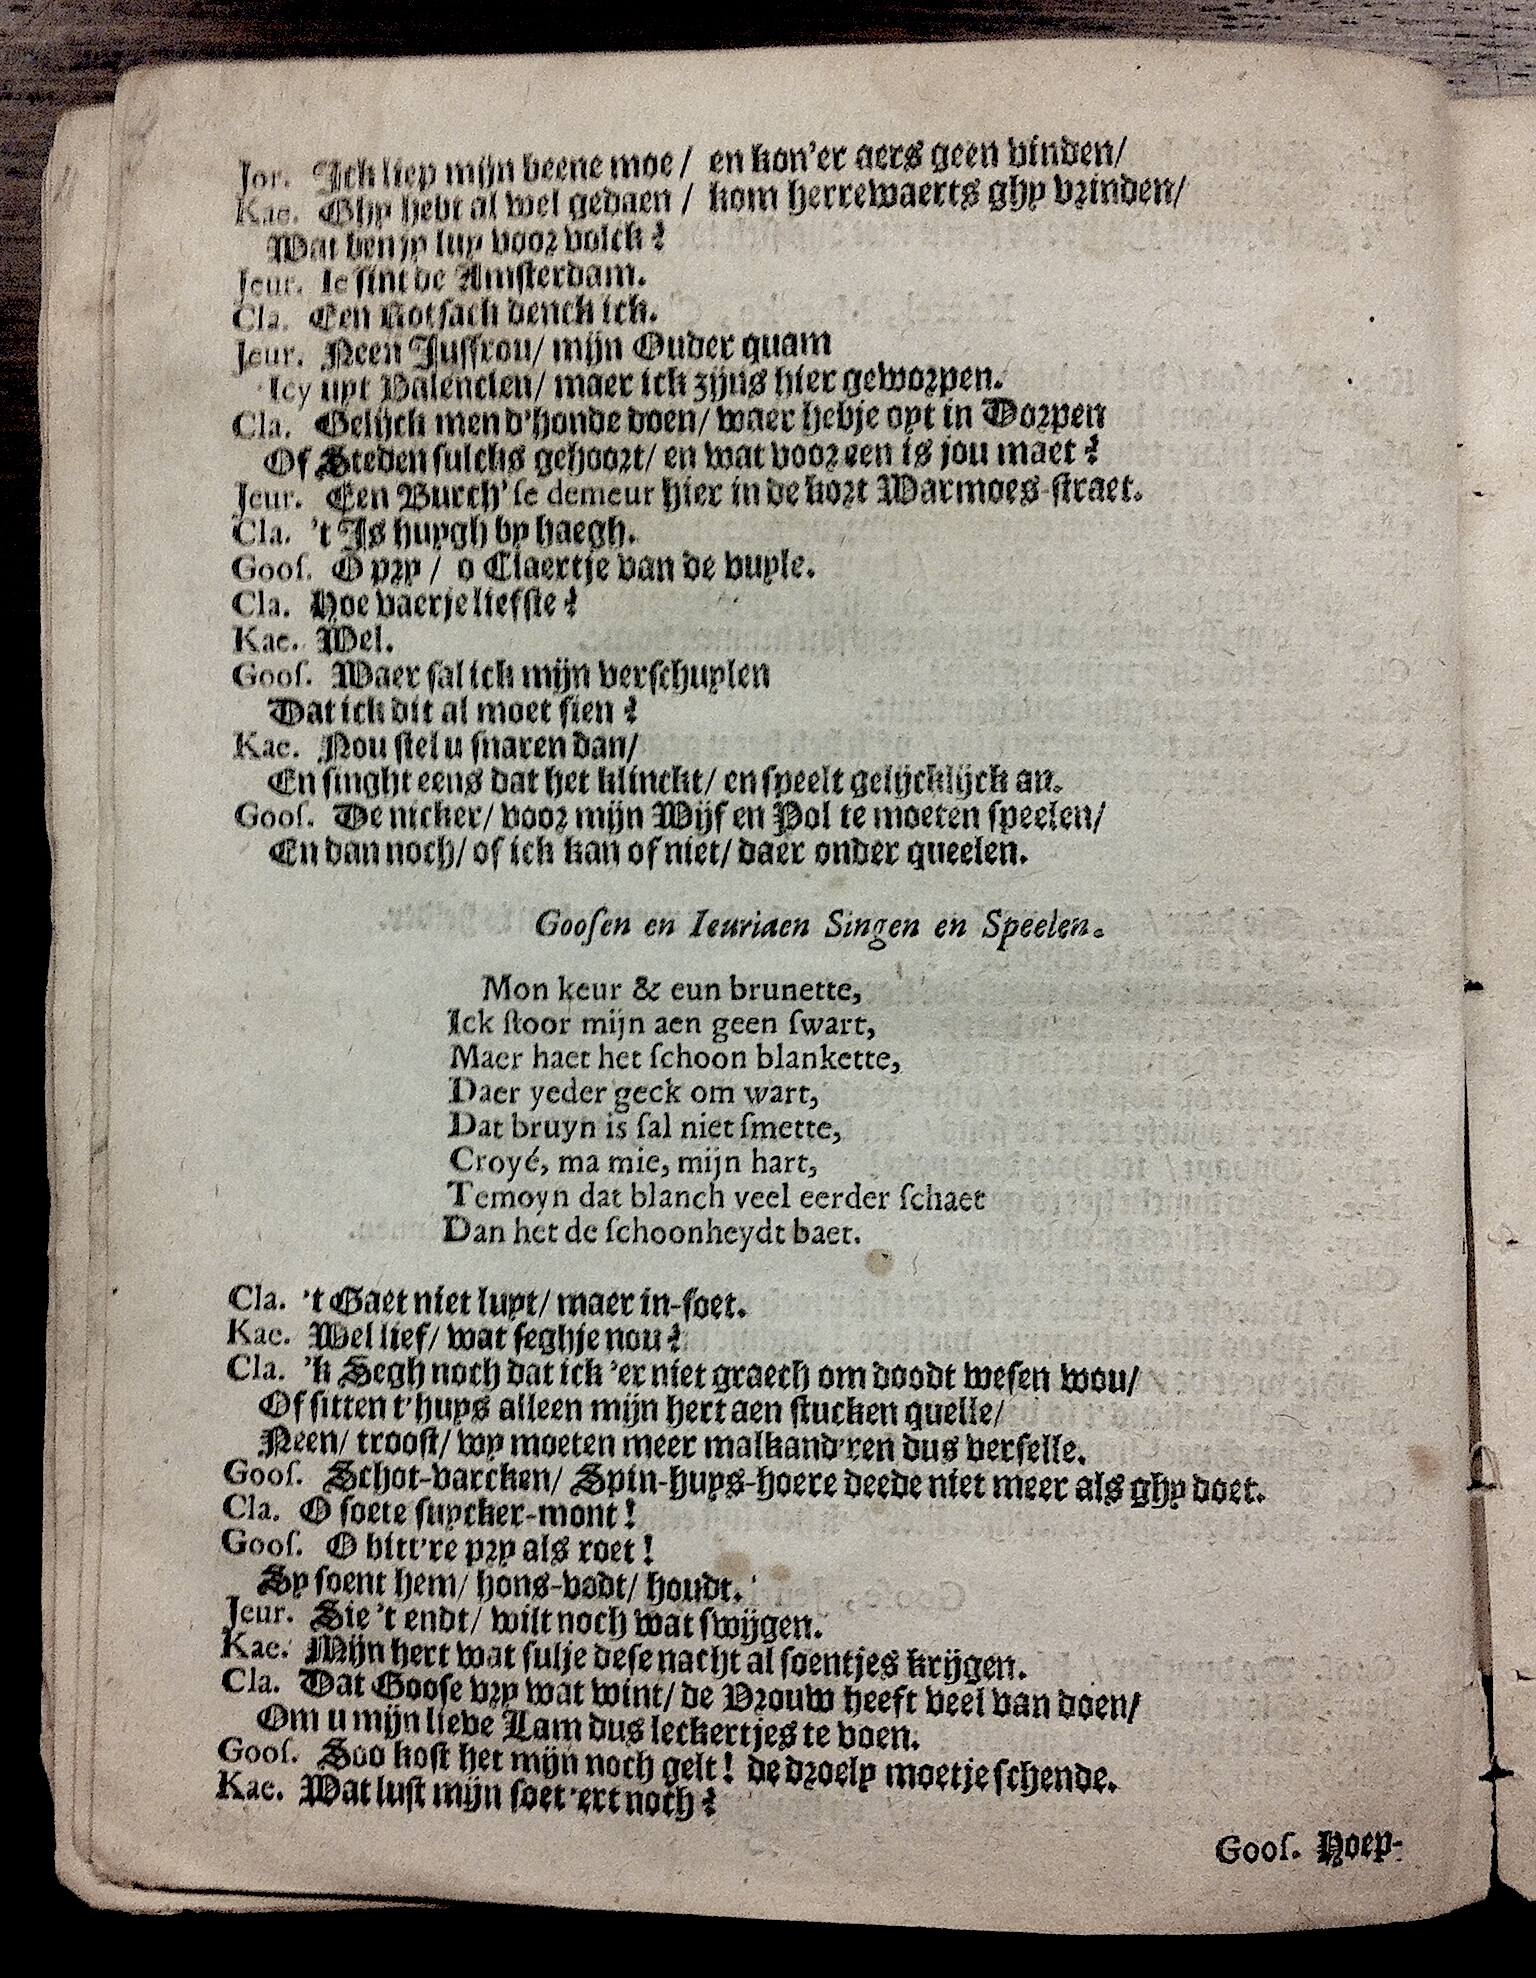 Jor. Ick liep mijn beene moe / en kon'er aers geen vinden/
Kae. Ghy hebt al wel gedaen / kom herrewaerts ghy vrinden/
Wat ben jy luy voor volck?
Jeur. Ie sint de Amsterdam.
Cla. Een Kotsack denck ick.
Jeur. Neen Juffrou/ mijn Ouder quam
Icy uyt Valencien/ maer ick zijns hier geworpen.
Cla. Gelijck men d'honde doen/ waer hebje oyt in Dorpen
Of Steden sulcks gehoort/ en wat voor een is jou maet?
Jeur. Een Burch' ſe demeur hier in de kort Warmoes-straet.
Cla. 't Is huygh by haegh.
Gooſ. O pry / o Claertje van de vuyle.
Cla. Hoe vaerje liefste?
Kae. Wel.
Gooſ. Waer sal ick mijn verschuylen
Dat ick dit al moet sien?
Kae. Nou stel u snaren dan/
En singht eens dat het klinckt/ en speelt gelijcklijck an.
Gooſ. De nicker/ voor mijn Wijf en Pol te moeten speelen/
En dan noch/ of ick kan of niet/ daer onder queelen.
Gooſen en Ieuriaen Singen en Speelen.
Mon keur & eun brunette,
Ick ſtoor mijn aen geen ſwart,
Maer haet het ſchoon blankette,
Daer yeder geck om wart,
Dat bruyn is ſal niet ſmette,
Croyé, ma mie, mijn hart,
Temoyn dat blanch veel eerder ſchaet
Dan het de ſchoonheydt baet.
Cla. 't Gaet niet luyt/ maer in-soet.
Kae. Wel lief/ wat seghje nou?
Cla. 'k Segh noch dat ick 'er niet graech om doodt wesen wou/
Of sitten t'huys alleen mijn hert aen stucken quelle/
Neen/ troost/ wy moeten meer malkand'ren dus verselle.
Gooſ. Schot-varcken/ Spin-huys-hoere deede niet meer als ghy doet.
Cla. O soete suycker-mont!
Gooſ. O bitt're pry als roet!
Sy soent hem/ hons-vodt/ houdt.
Jeur. Sie 't endt/ wilt noch wat swijgen.
Kae. Mijn hert wat sulje dese nacht al soentjes krijgen.
Cla. Dat Goose vry wat wint/ de Vrouw heeft veel van doen/
Om u mijn lieve Lam dus leckertjes te voen.
Gooſ. Soo kost het mijn noch gelt! de droely moetje schende.
Kae. Wat lust mijn soet'ert noch?
Gooſ. Hoep-